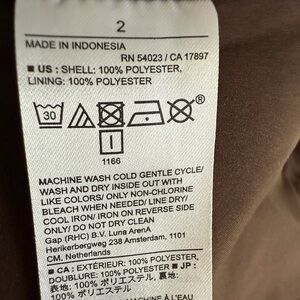 2
MADE IN INDONESIA
RN 54023 / CA 17897
■ US : SHELL: 100% POLYESTER,
LINING: 100% POLYESTER
30
®
I
1166
MACHINE WASH COLD GENTLE CYCLE/
WASH AND DRY INSIDE OUT WITH
LIKE COLORS/ ONLY NON-CHLORINE
BLEACH WHEN NEEDED/ LINE DRY/
COOL IRON/ IRON ON REVERSE SIDE
ONLY/ DO NOT DRY CLEAN
Gap (RHC) B.V. Luna ArenA
Herikerbergweg 238 Amsterdam, 1101
CM, Netherlands
■ CA : EXTÉRIEUR: 100% POLYESTER,
DOUBLURE: 100% POLYESTER ■ JP :
表地: 100% ポリエステル, 裏地:
100% ポリエステル
MACHINE À L'EAU